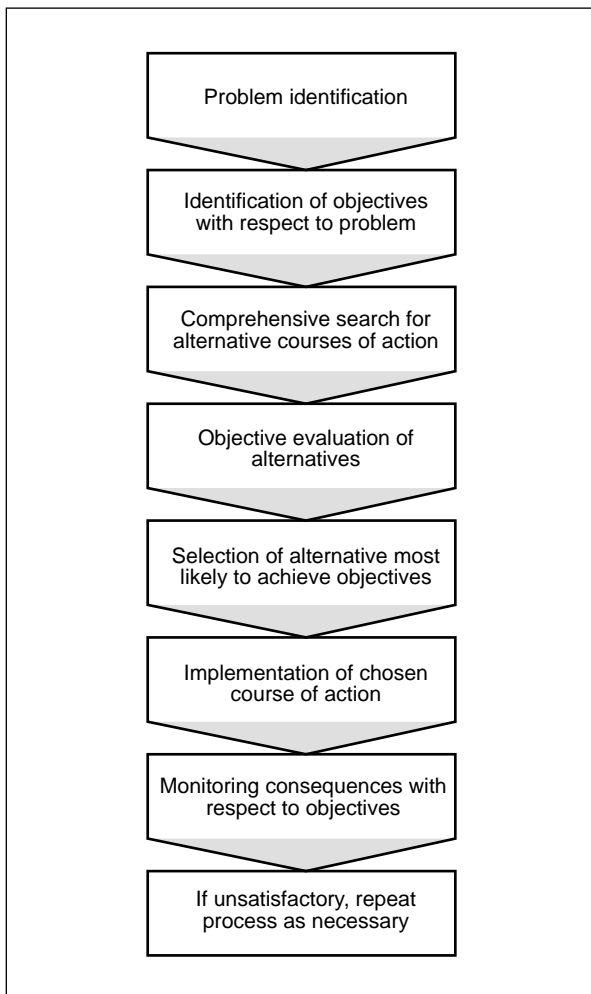 Problem identification
Identification of objectives
with respect to problem
Comprehensive search for
alternative courses of action
Objective evaluation of
alternatives
Selection of alternative most
likely to achieve objectives
Implementation of chosen
course of action
Monitoring consequences with
respect to objectives
If unsatisfactory, repeat
process as necessary